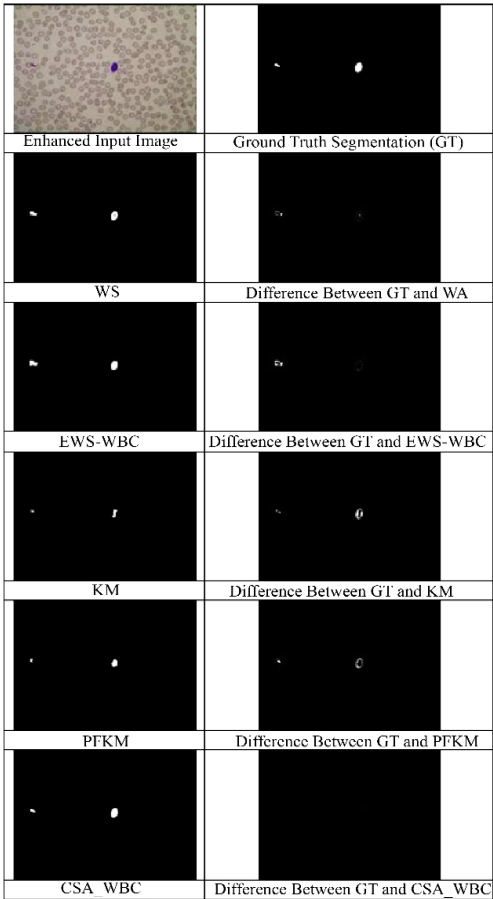 Enhanced Input Image
Ground Truth Segmentation (GT)
WS
Difference Between GT and WA
EWS-WBC
Difference Between GT and EWS-WBC
KM
Difference Between GT and KM
PFKM
Difference Between GT and PFKM
CSA_WBC
Difference Between GT and CSA_WBC